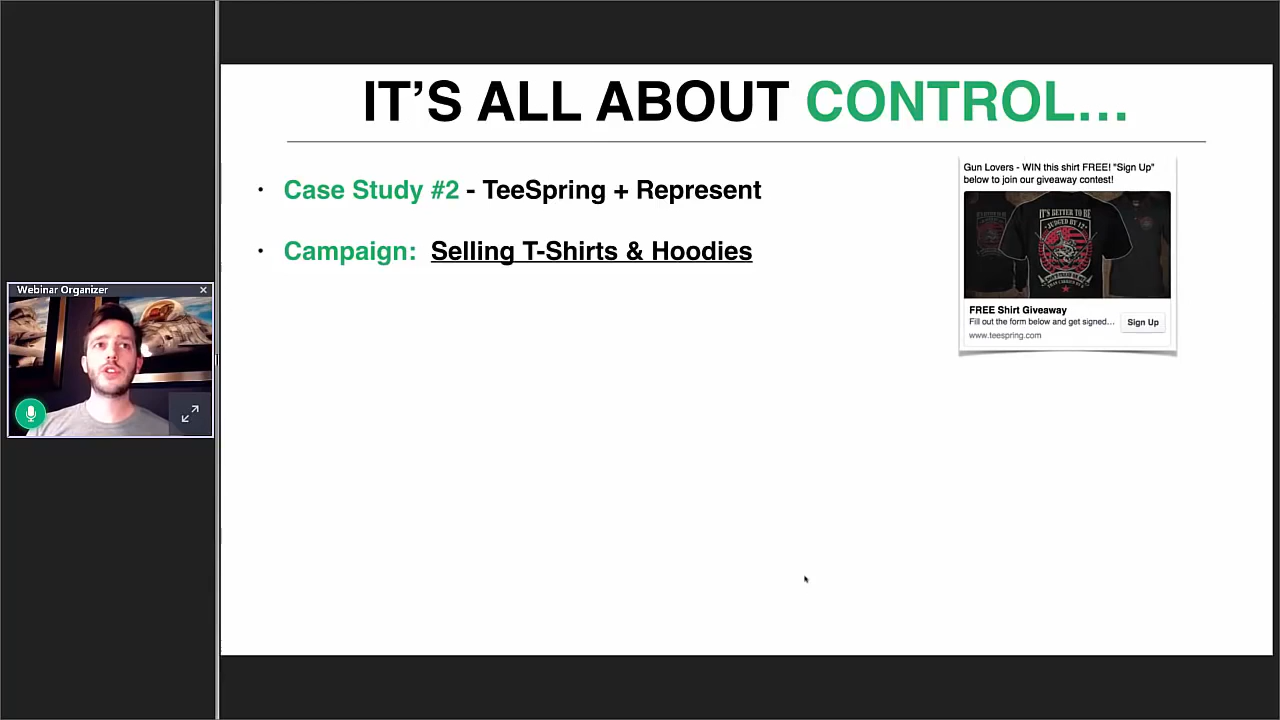 IT'S ALL ABOUT CONTROL...
• Case Study #2 - TeeSpring + Represent
• Campaign: Selling T-Shirts & Hoodies
Gun Lovers - WIN this shirt FREE! "Sign Up"
below to join our giveaway contest!
IT'S BETTER TO BE
JUDGED BY 12
FREE Shirt Giveaway
Fill out the form below and get signed...
Sign Up
www.teespring.com
Webinar Organizer